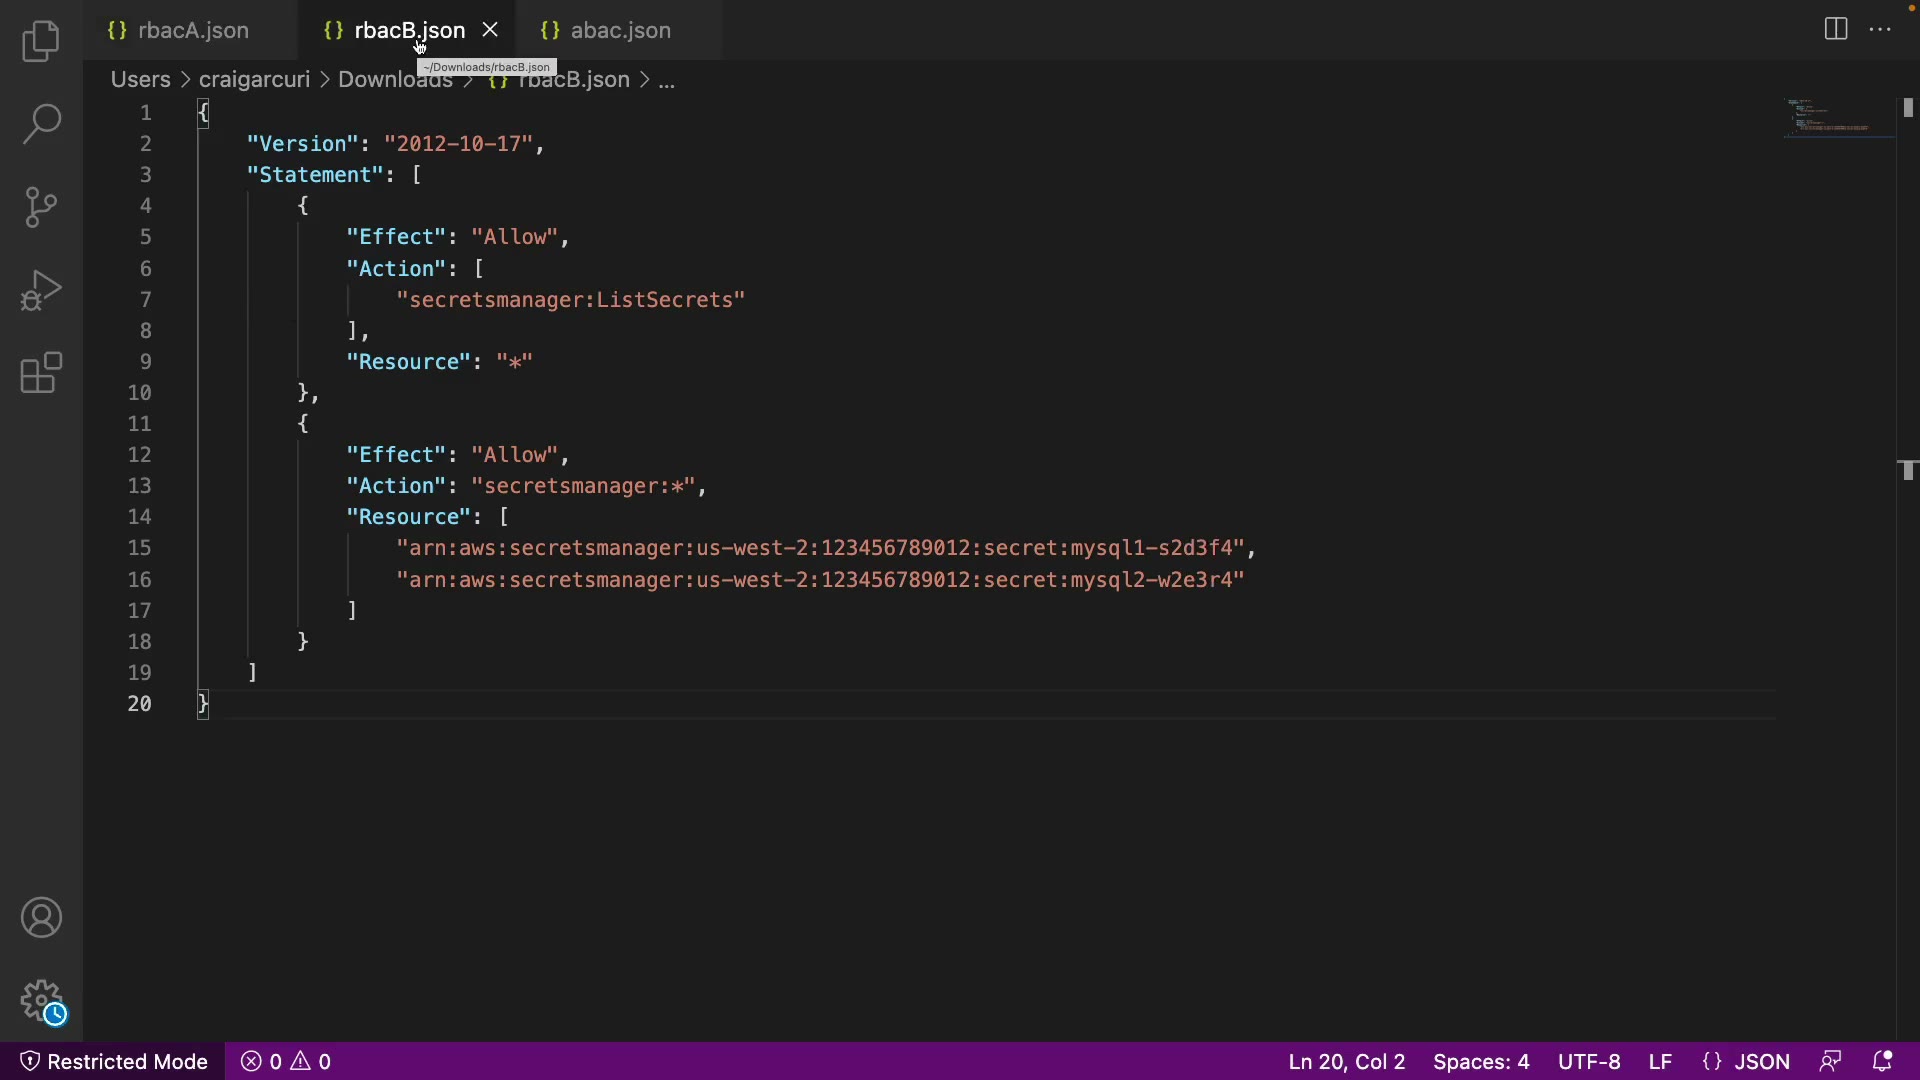 {} rbacA.json {} rbacB.json {} abac.json
~/Downloads/rbacB.json
Users > craigarcuri > Downloads > {} rbacB.json > ...
1 {
2 "Version": "2012-10-17",
3 "Statement": [
4 {
5 "Effect": "Allow",
6 "Action": [
7 "secretsmanager:ListSecrets"
8 ],
9 "Resource": "*"
10 },
11 {
12 "Effect": "Allow",
13 "Action": "secretsmanager:*",
14 "Resource": [
15 "arn:aws:secretsmanager:us-west-2:123456789012:secret:mysql1-s2d3f4",
16 "arn:aws:secretsmanager:us-west-2:123456789012:secret:mysql2-w2e3r4"
17 ]
18 }
19 ]
20 }
Restricted Mode 0 0 Ln 20, Col 2 Spaces: 4 UTF-8 LF {} JSON